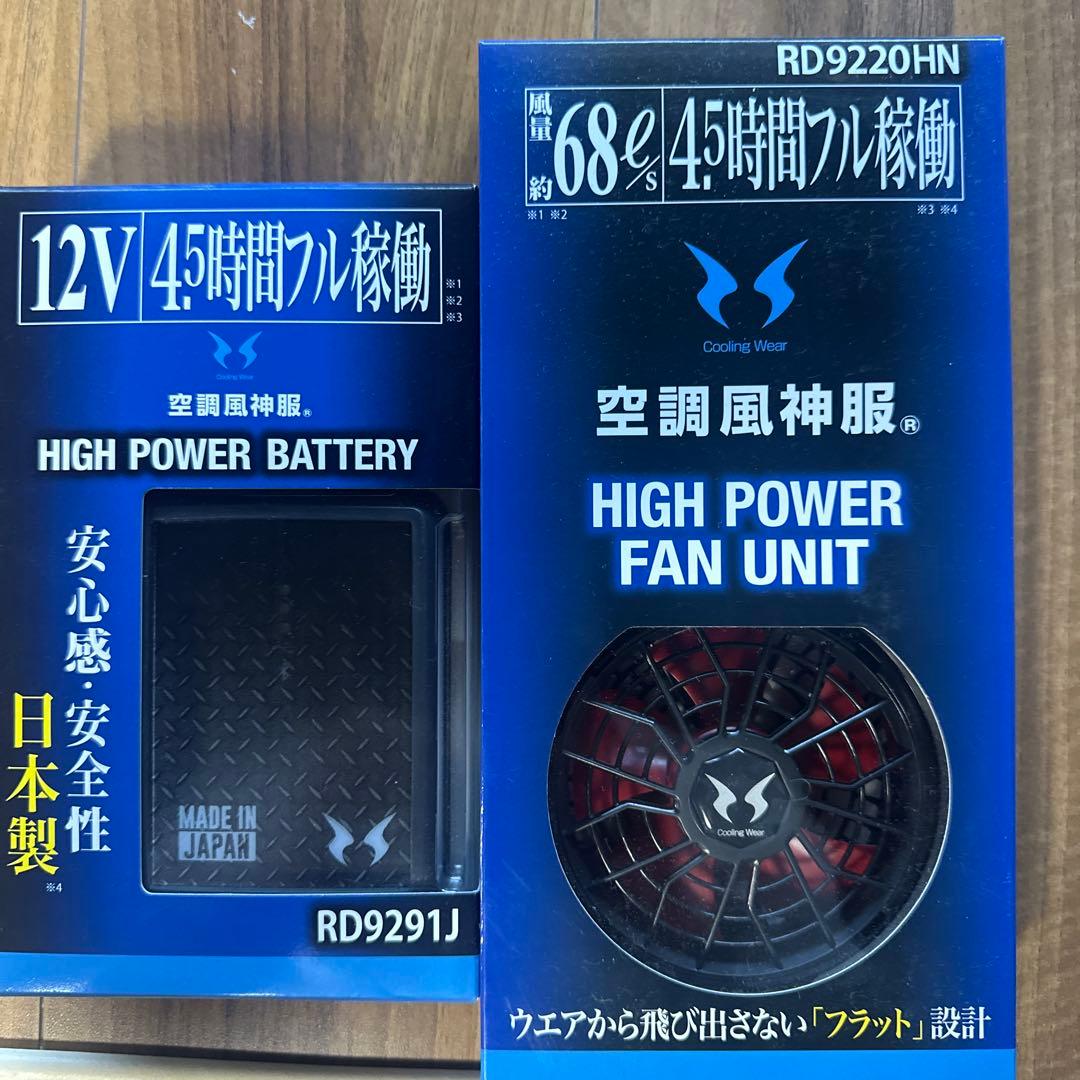 12V 4.5時間フル稼働
※1
※2
※3
Cooling Wear
空調風神服®
HIGH POWER BATTERY
安心感・安全性
日本製
※4
MADE IN
JAPAN
RD9291J
RD9220HN
風量 約68ℓ/s 4.5時間フル稼働
※1 ※2 ※3 ※4
Cooling Wear
空調風神服®
HIGH POWER
FAN UNIT
Cooling Wear
ウエアから飛び出さない「フラット」設計